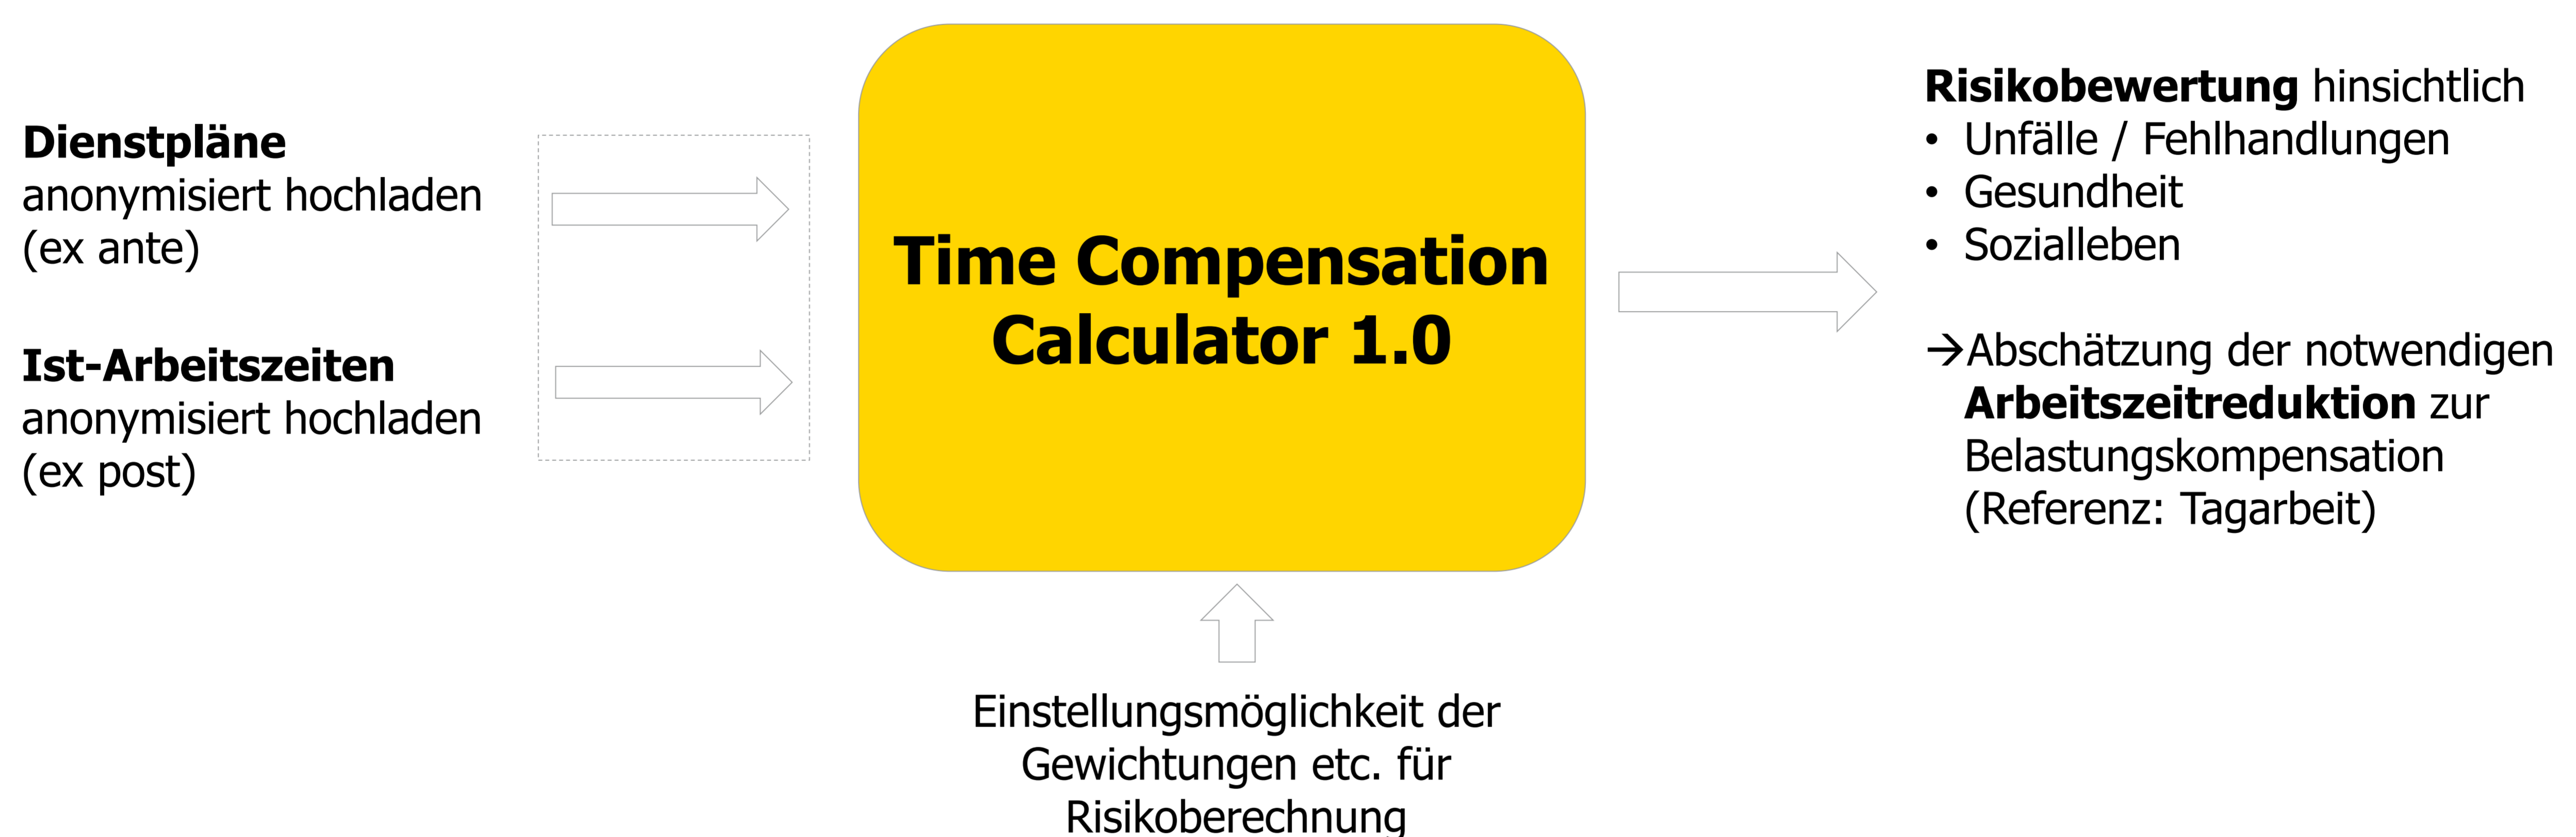 Dienstpläne
anonymisiert hochladen
(ex ante)
Ist-Arbeitszeiten
anonymisiert hochladen
(ex post)
Time Compensation
Calculator 1.0
Einstellungsmöglichkeit der
Gewichtungen etc. für
Risikoberechnung
Risikobewertung hinsichtlich
• Unfälle / Fehlhandlungen
• Gesundheit
• Sozialleben
→Abschätzung der notwendigen
Arbeitszeitreduktion zur
Belastungskompensation
(Referenz: Tagarbeit)